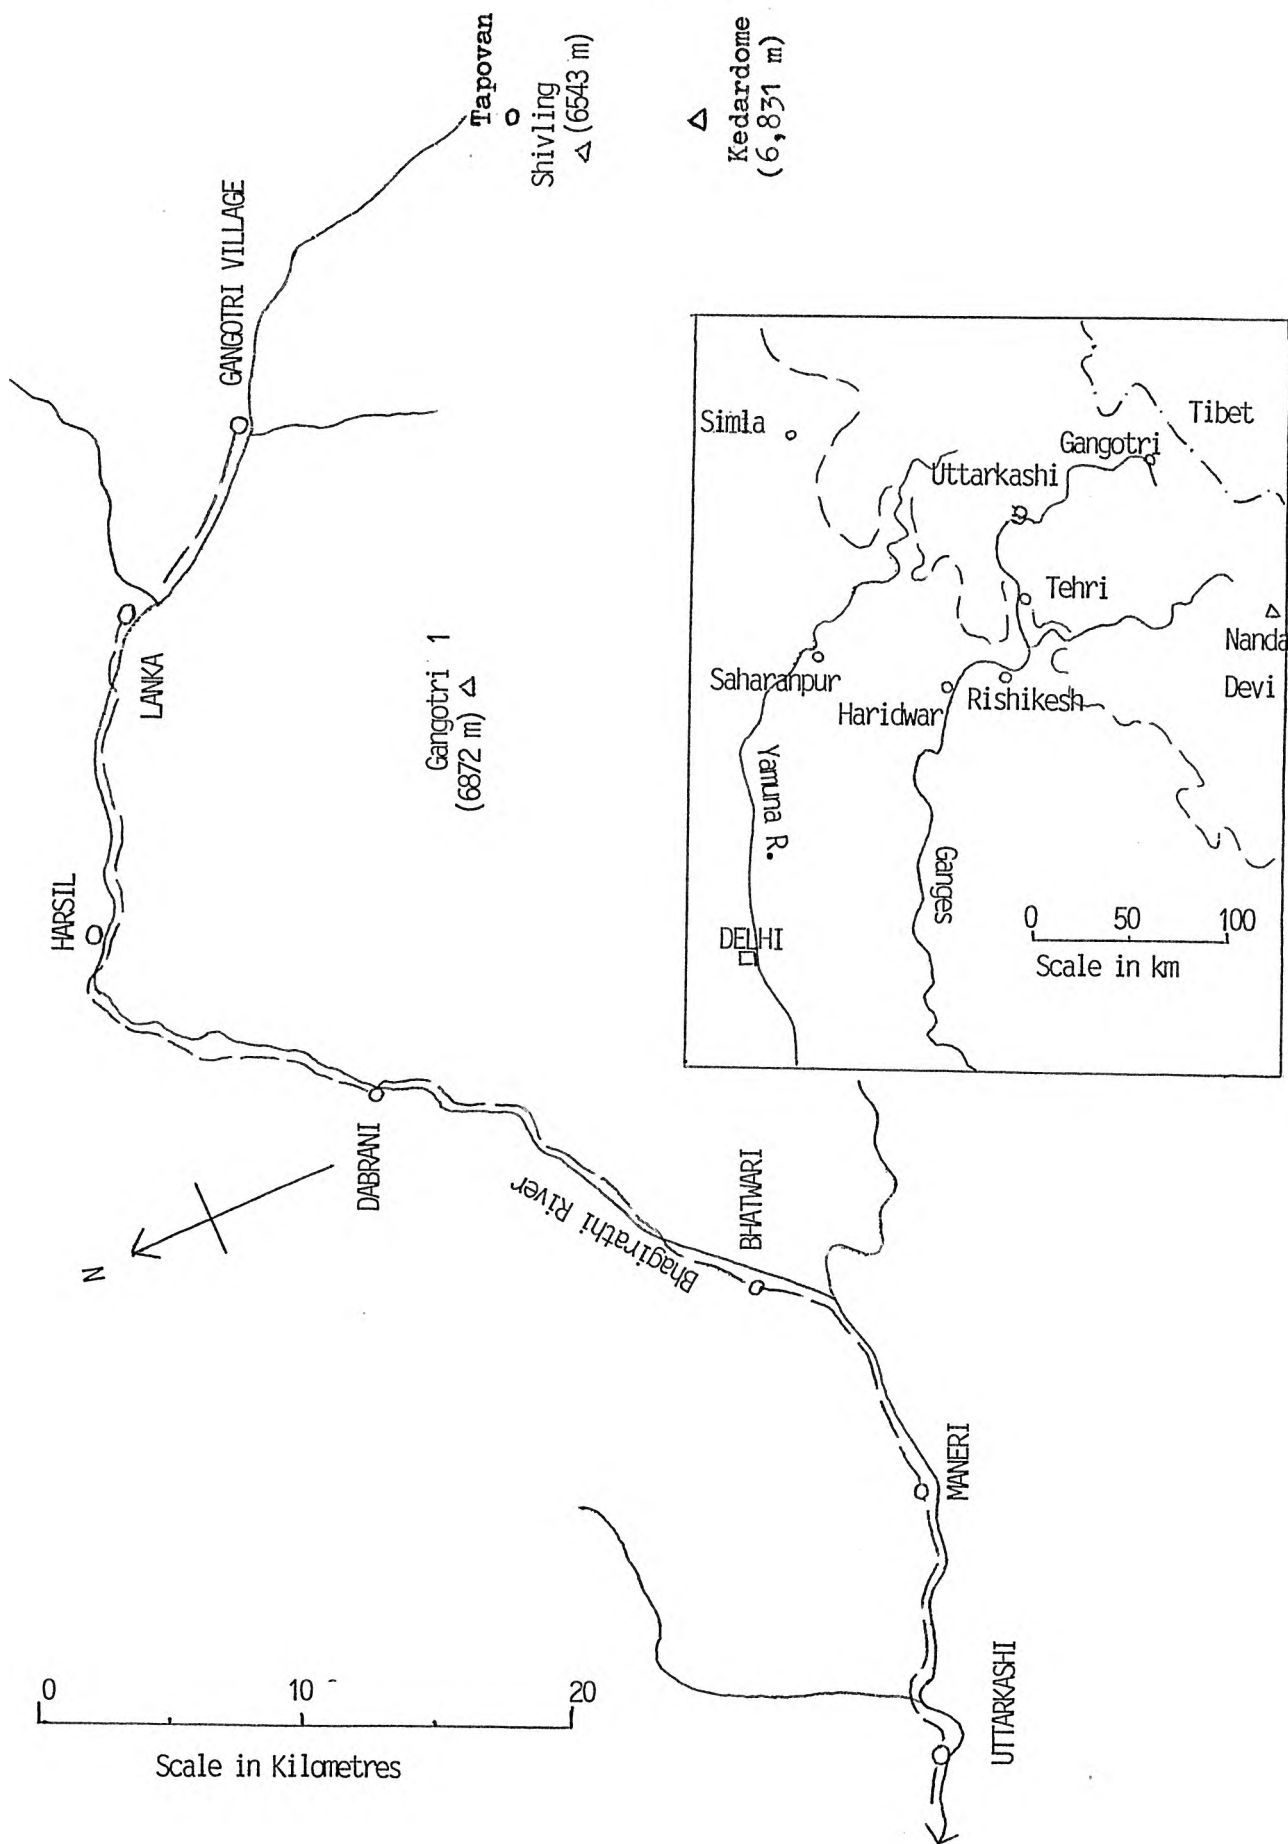 Tapovan
Shivling
(6543 m)
Kedardome
(6,831 m)
GANGOTRI VILLAGE
LANKA
Gangotri 1
(6872 m)
HARSIL
DABRANI
N
Bhagirathi River
BHATWARI
MANERI
UTTARKASHI
0 10 20
Scale in Kilometres
Simla
Tibet
Gangotri
Uttarkashi
Tehri
Nanda
Devi
Saharanpur
Haridwar
Rishikesh
Yamuna R.
Ganges
DELHI
0 50 100
Scale in km